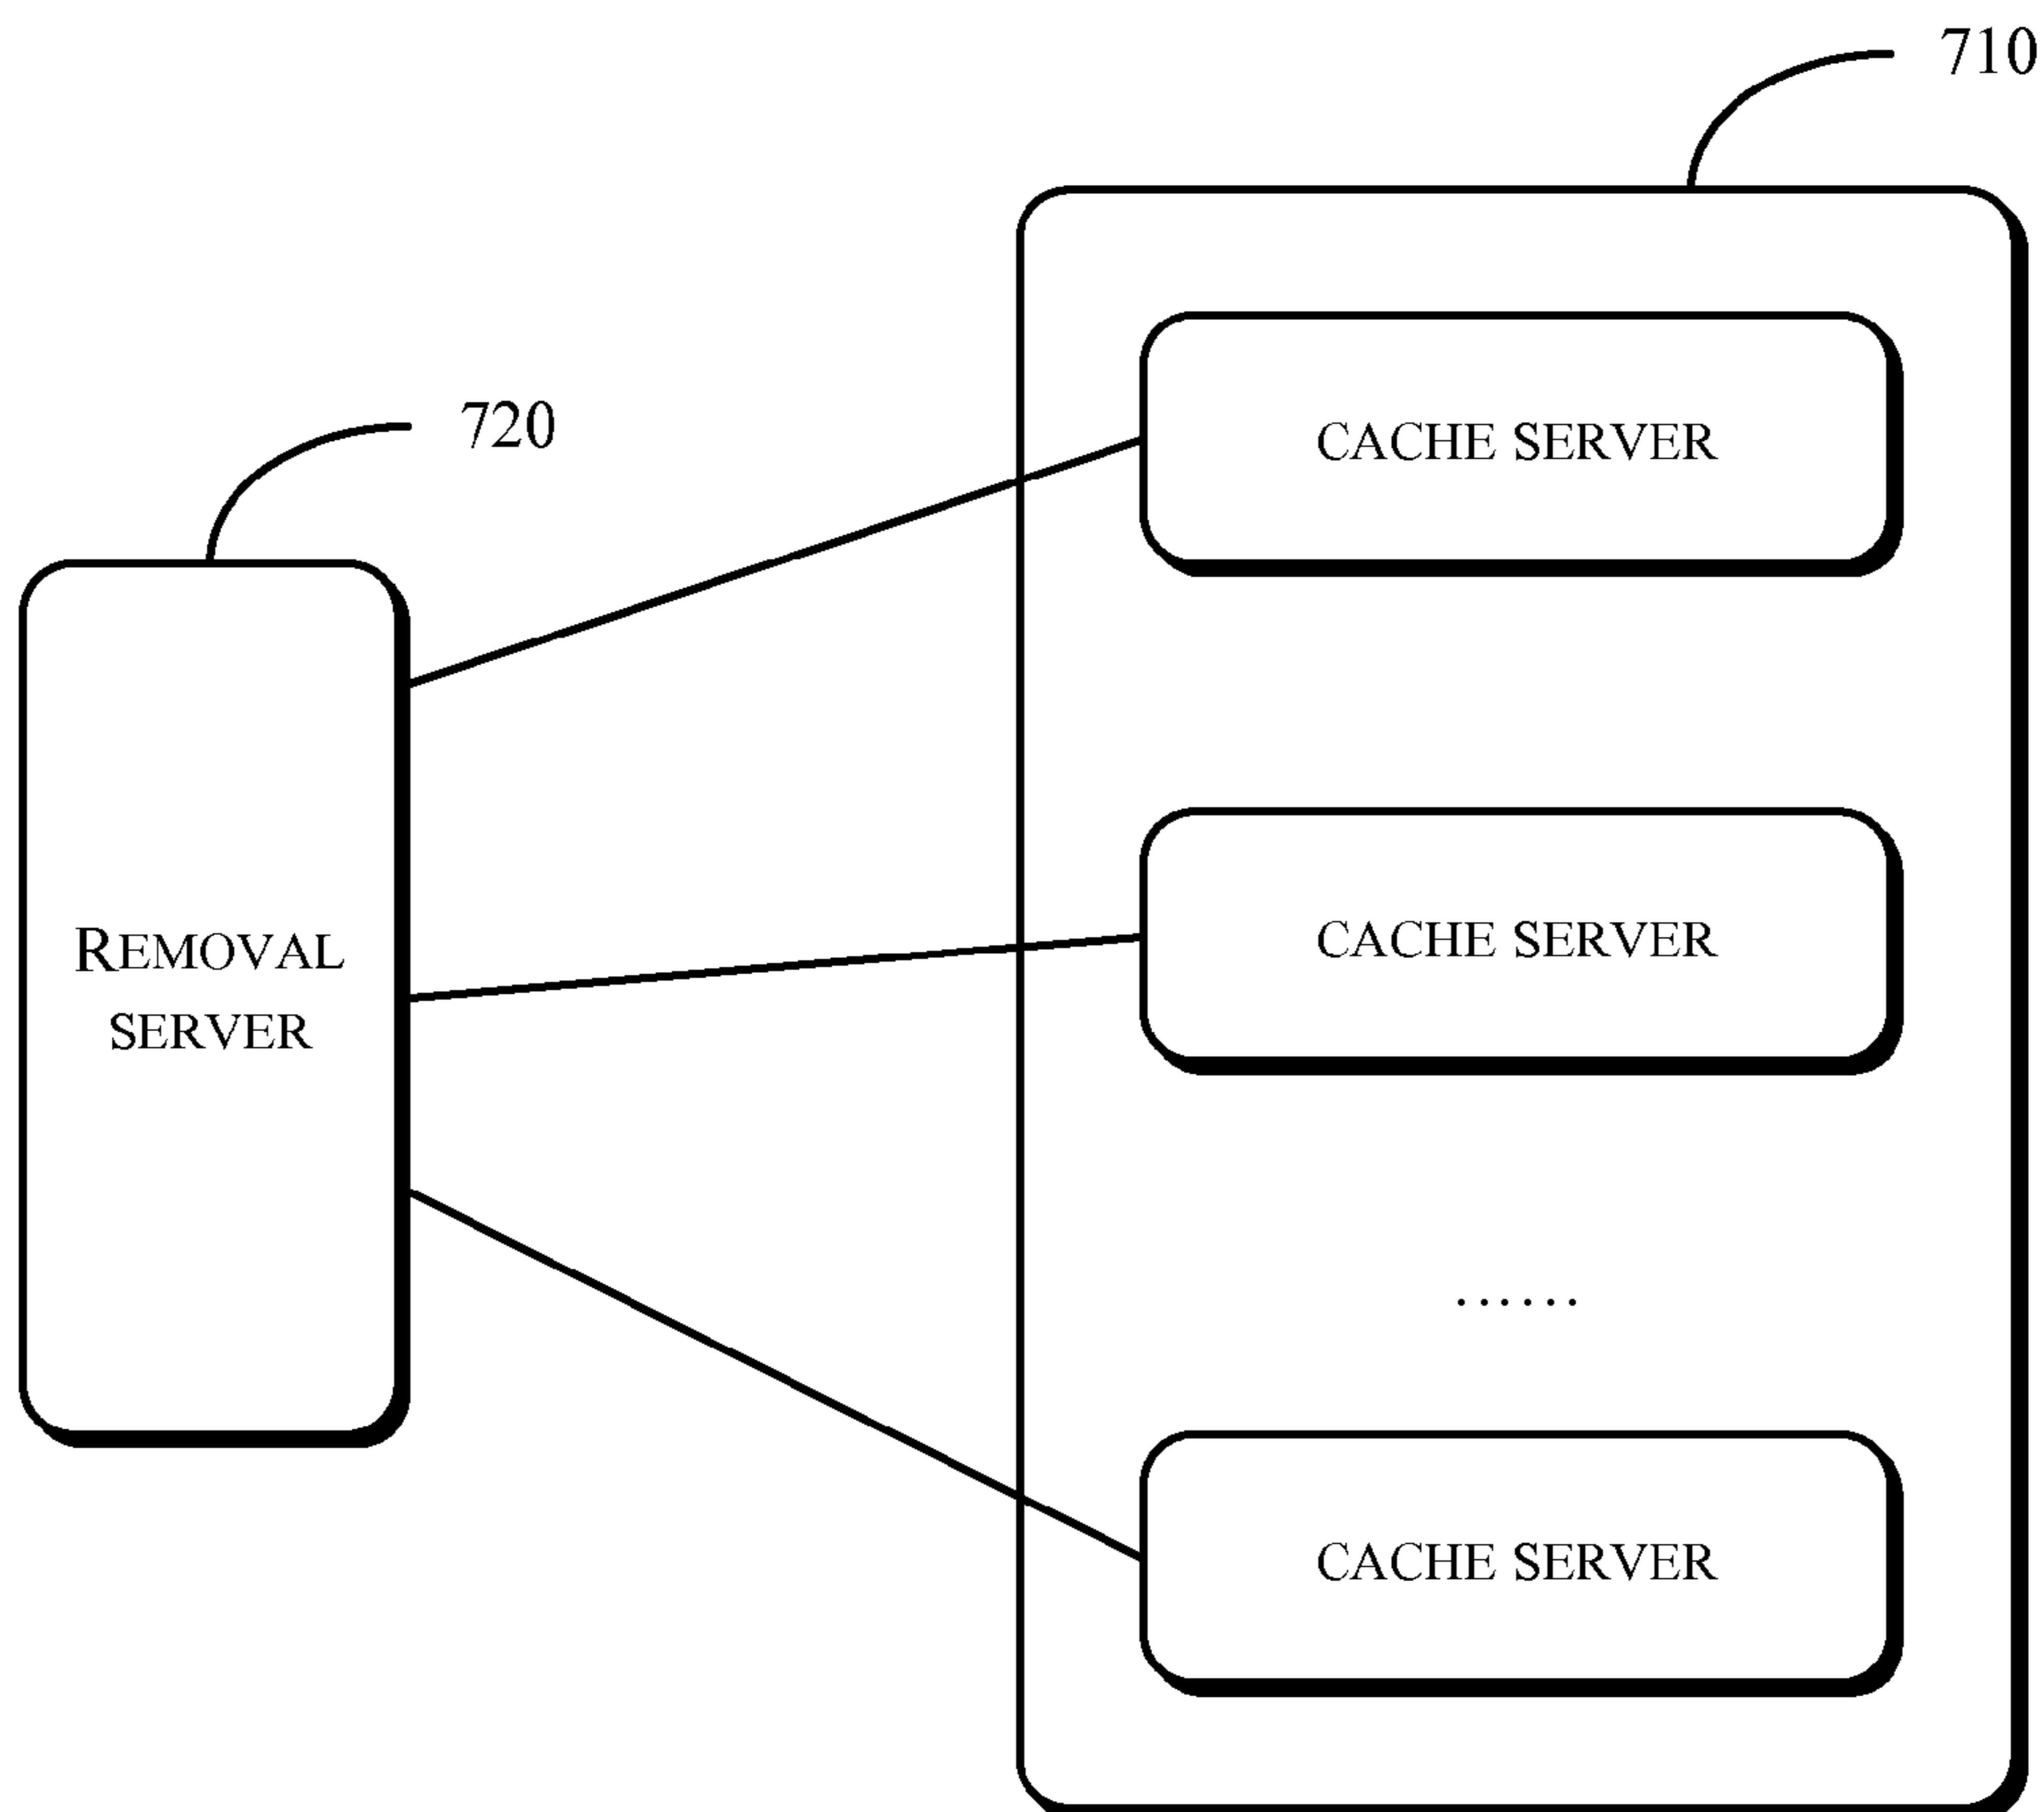 710
720
CACHE SERVER
REMOVAL
SERVER
CACHE SERVER
......
CACHE SERVER